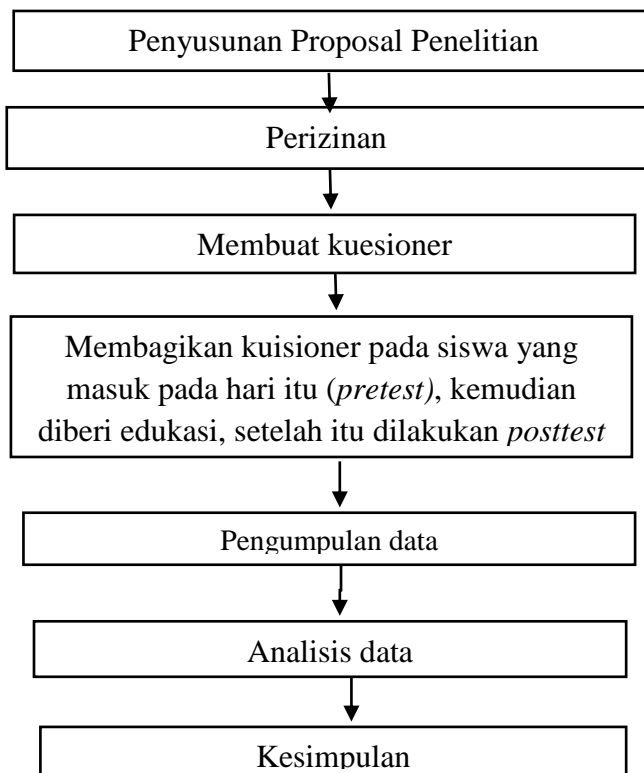 Penyusunan Proposal Penelitian
Perizinan
Membuat kuesioner
Membagikan kuisioner pada siswa yang
masuk pada hari itu (pretest), kemudian
diberi edukasi, setelah itu dilakukan posttest
Pengumpulan data
Analisis data
Kesimpulan